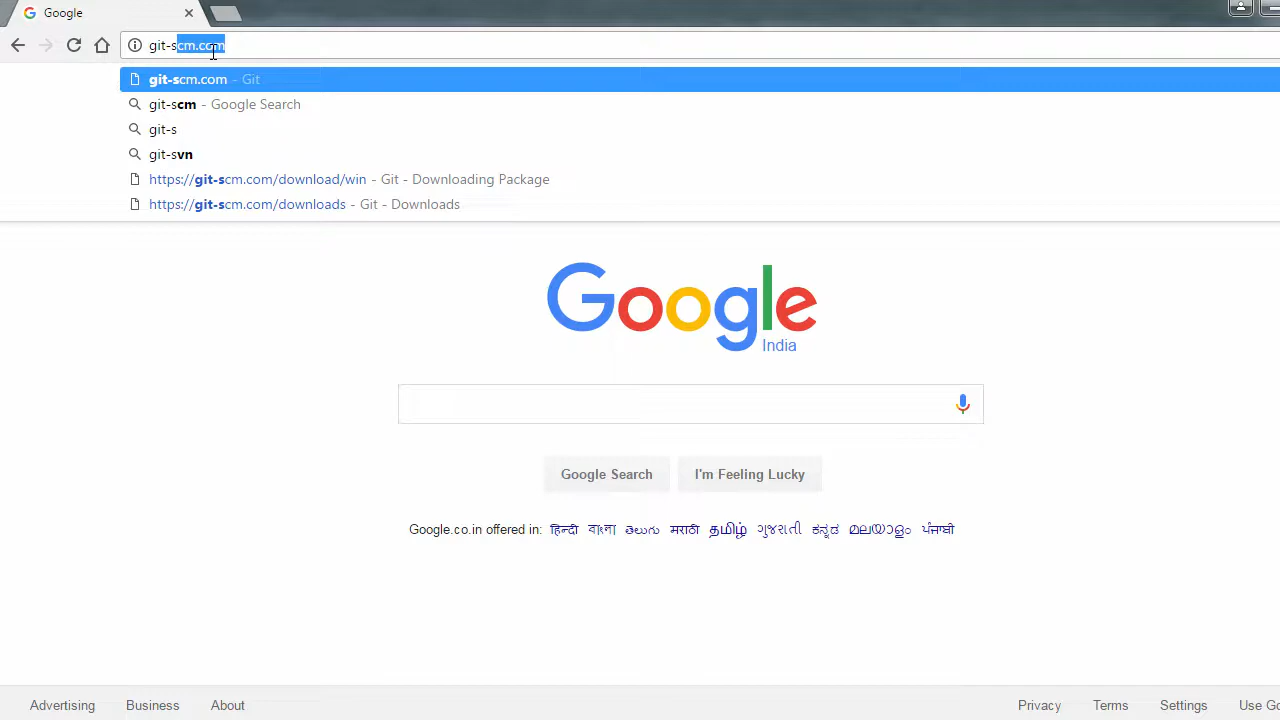 Google
git-scm.com
git-scm.com - Git
git-scm - Google Search
git-s
git-svn
https://git-scm.com/download/win - Git - Downloading Package
https://git-scm.com/downloads - Git - Downloads
Google
India
Google Search I'm Feeling Lucky
Google.co.in offered in: हिन्दी বাংলা తెలుగు मराठी தமிழ் ગુજરાતી ಕನ್ನಡ മലയാളം ਪੰਜਾਬੀ
Advertising Business About Privacy Terms Settings Use Go